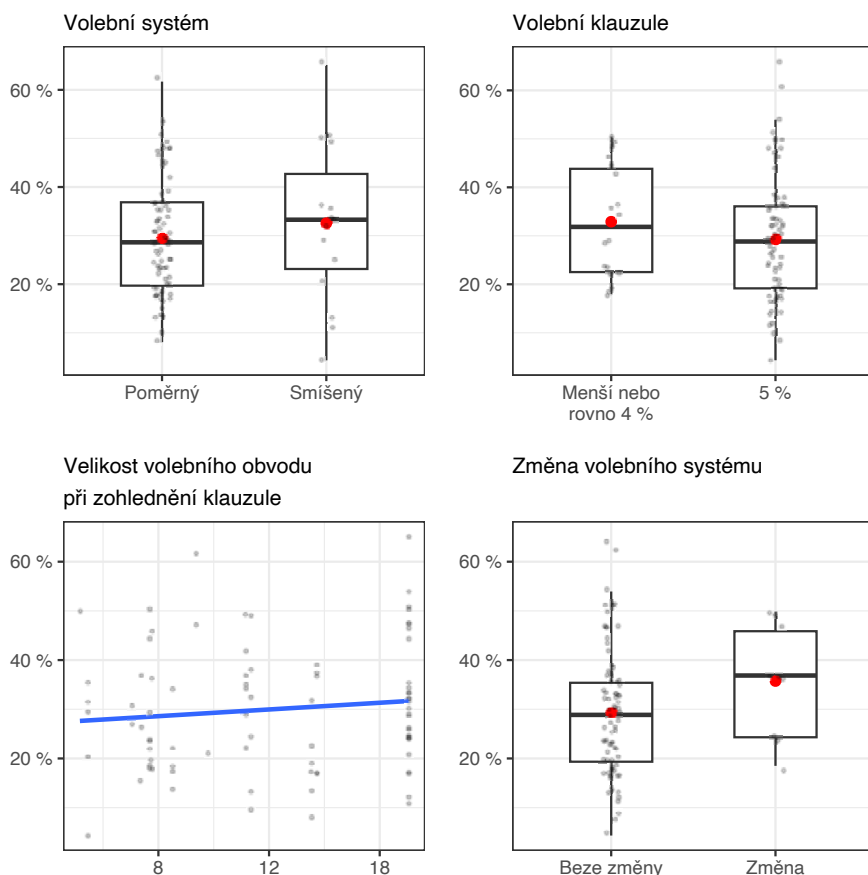 Volební systém
60 %
40 %
20 %
Poměrný
Smíšený
Volební klauzule
60 %
40 %
20 %
Menší nebo
rovno 4 %
5 %
Velikost volebního obvodu
při zohlednění klauzule
60 %
40 %
20 %
8
12
18
Změna volebního systému
60 %
40 %
20 %
Beze změny
Změna